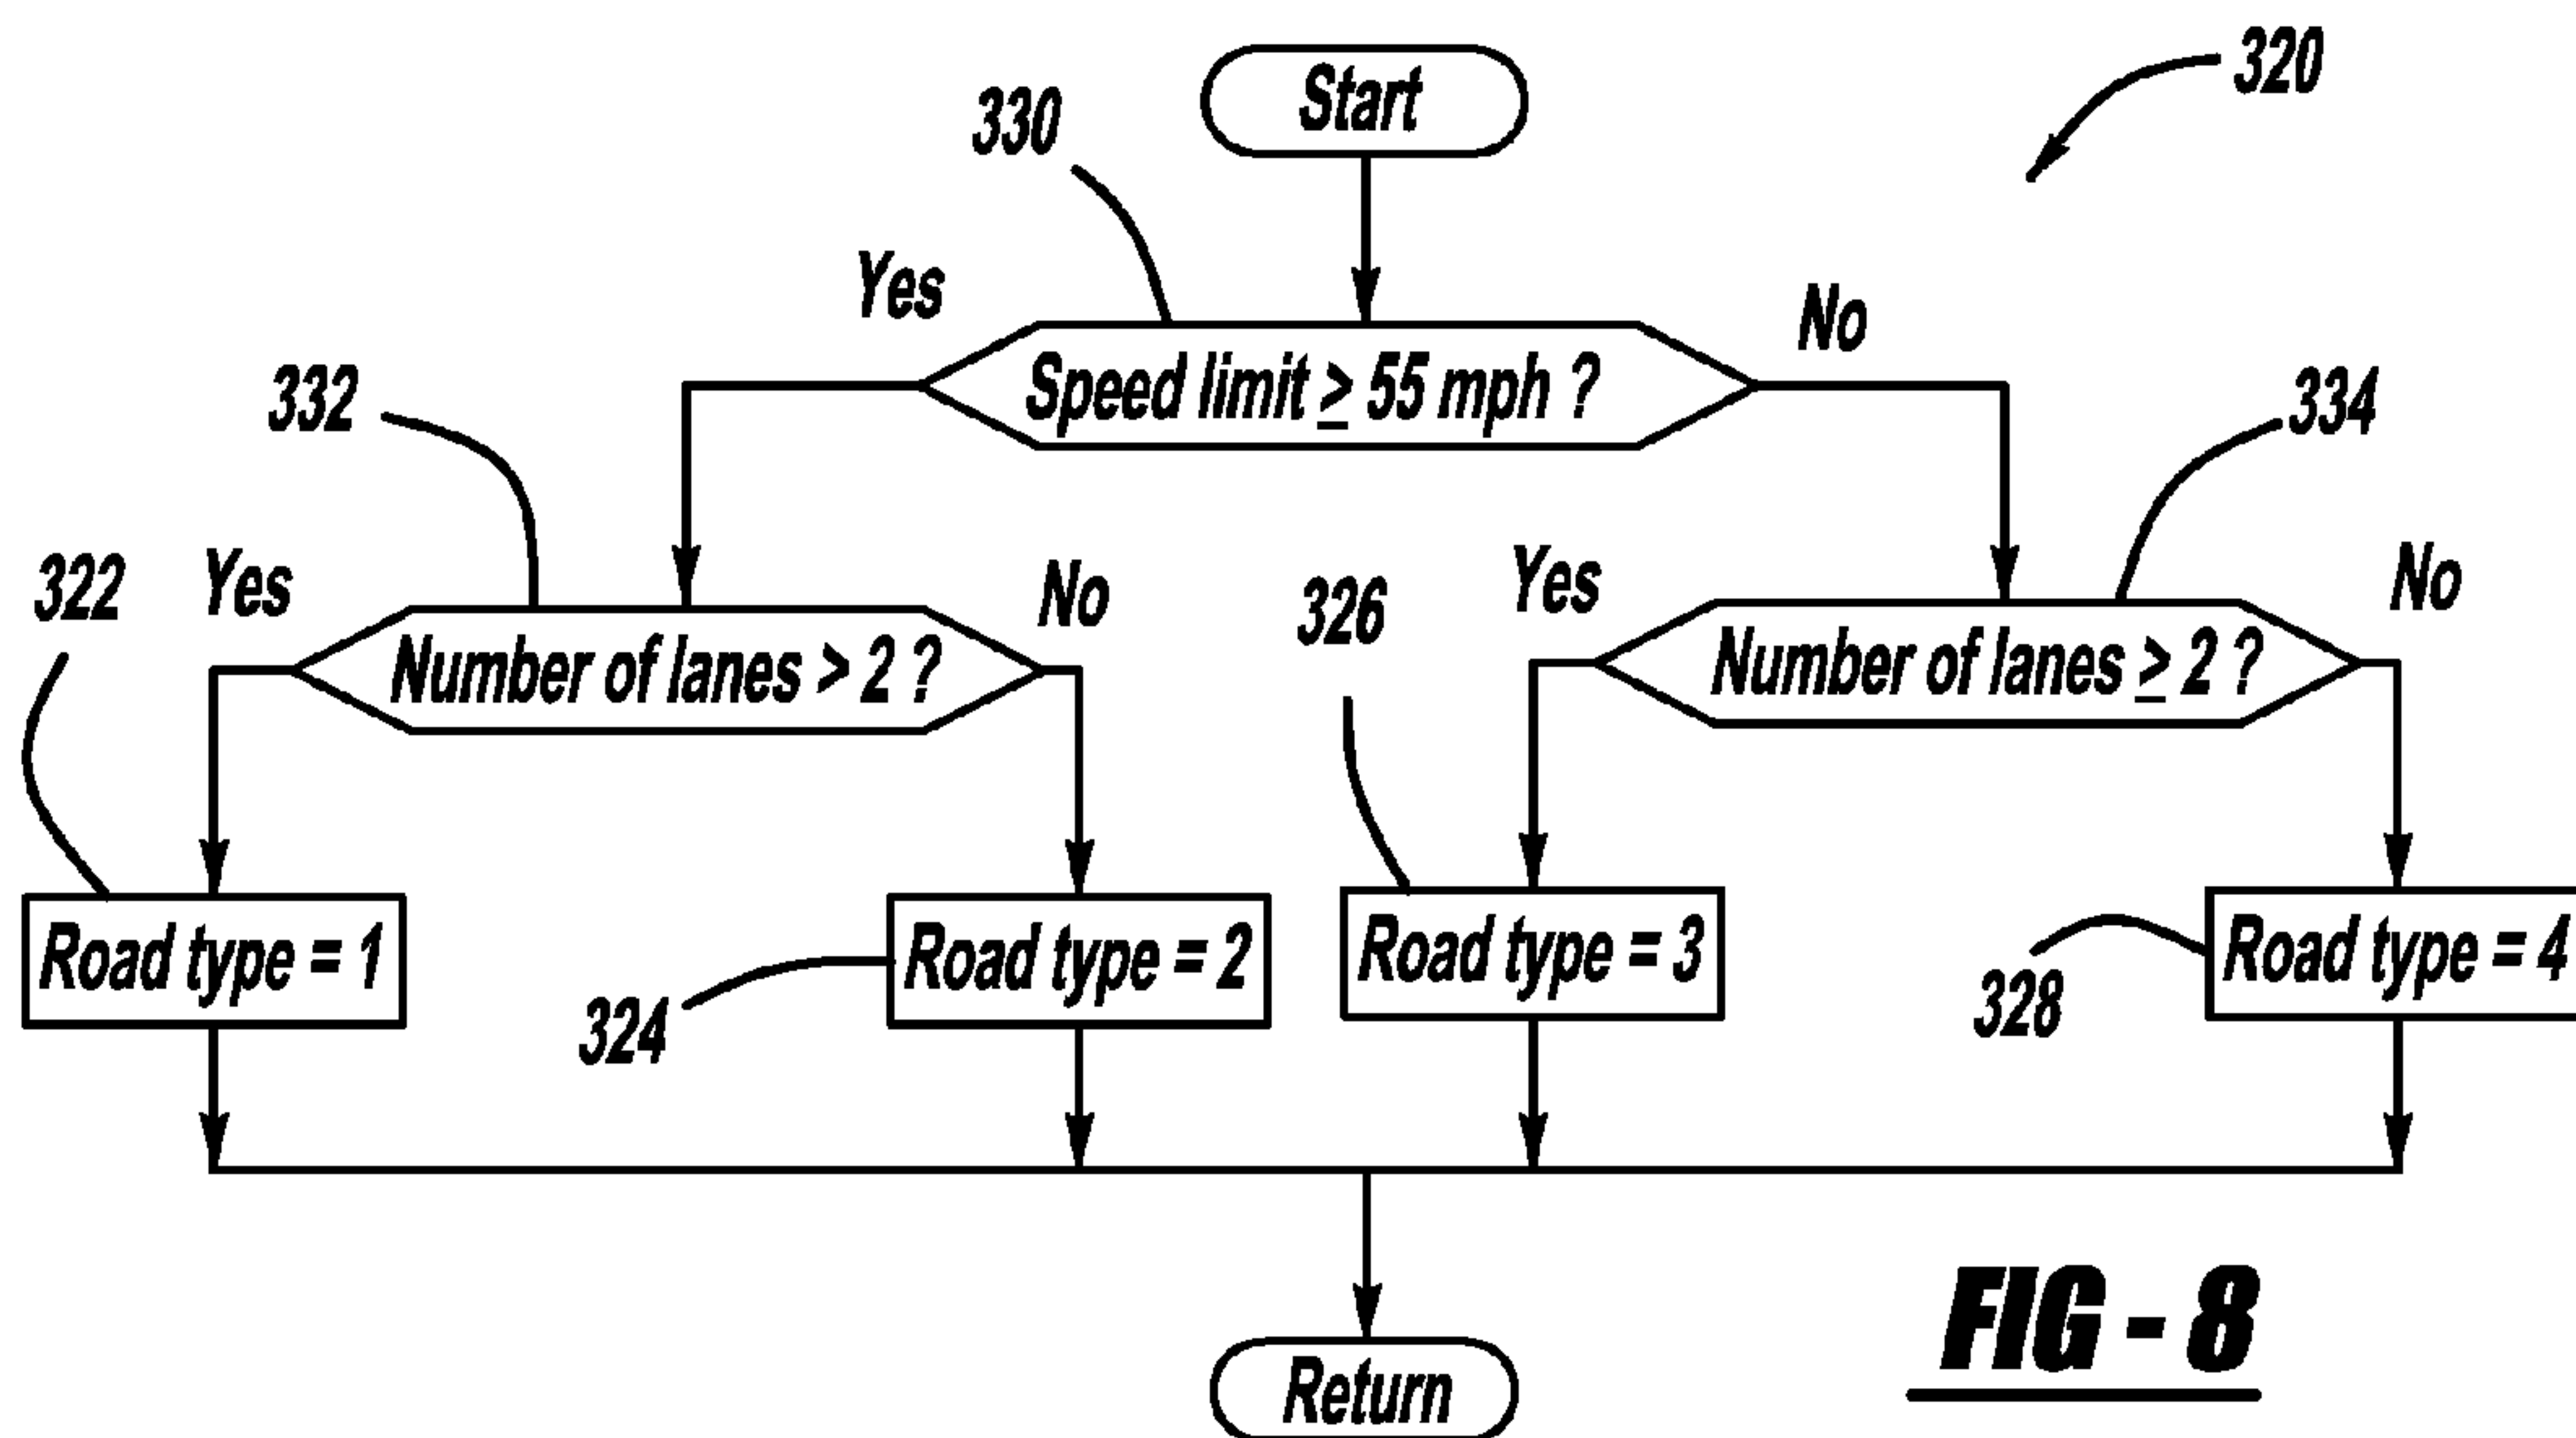 Start
320
330
Yes
No
Speed limit ≥ 55 mph ?
332
334
322
Yes
No
326
Yes
No
Number of lanes > 2 ?
Number of lanes ≥ 2 ?
Road type = 1
Road type = 2
Road type = 3
Road type = 4
324
328
Return
FIG - 8